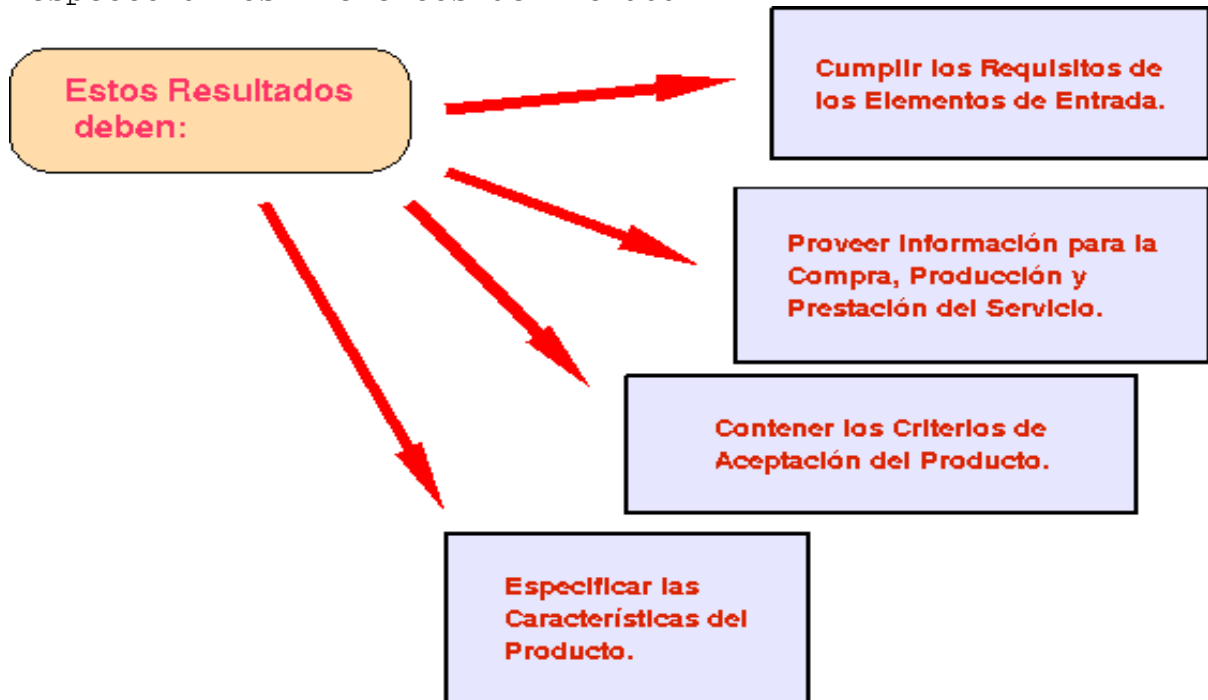 Estos Resultados
deben:
Cumplir los Requisitos de
los Elementos de Entrada.
Proveer Información para la
Compra, Producción y
Prestación del Servicio.
Contener los Criterios de
Aceptación del Producto.
Especificar las
Características del
Producto.